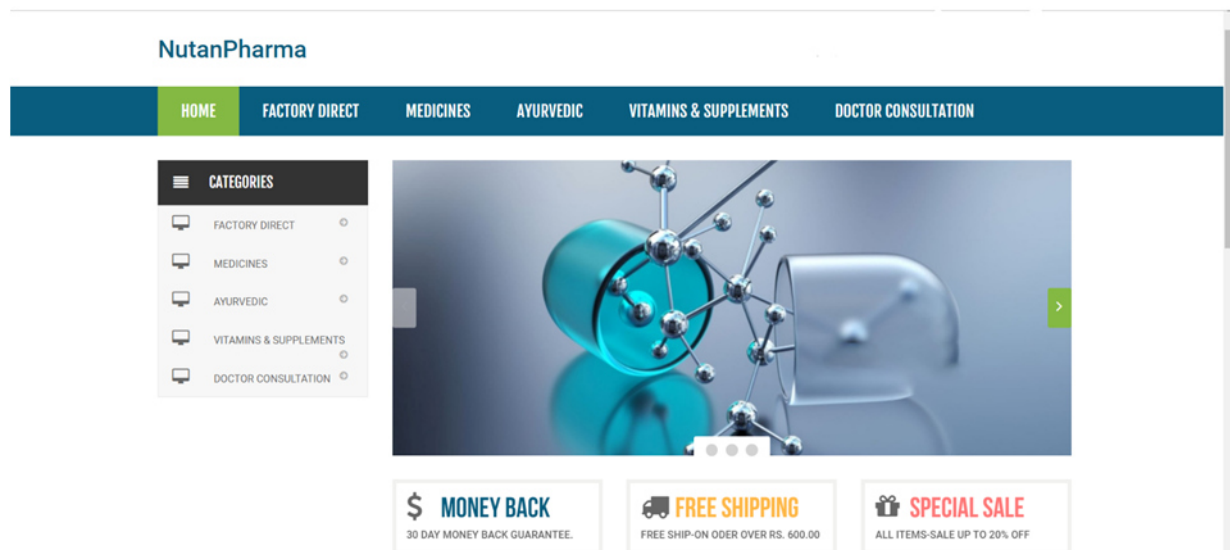 NutanPharma
HOME FACTORY DIRECT MEDICINES AYURVEDIC VITAMINS & SUPPLEMENTS DOCTOR CONSULTATION
CATEGORIES
FACTORY DIRECT
MEDICINES
AYURVEDIC
VITAMINS & SUPPLEMENTS
DOCTOR CONSULTATION
$ MONEY BACK
30 DAY MONEY BACK GUARANTEE.
FREE SHIPPING
FREE SHIP-ON ODER OVER RS. 600.00
SPECIAL SALE
ALL ITEMS-SALE UP TO 20% OFF